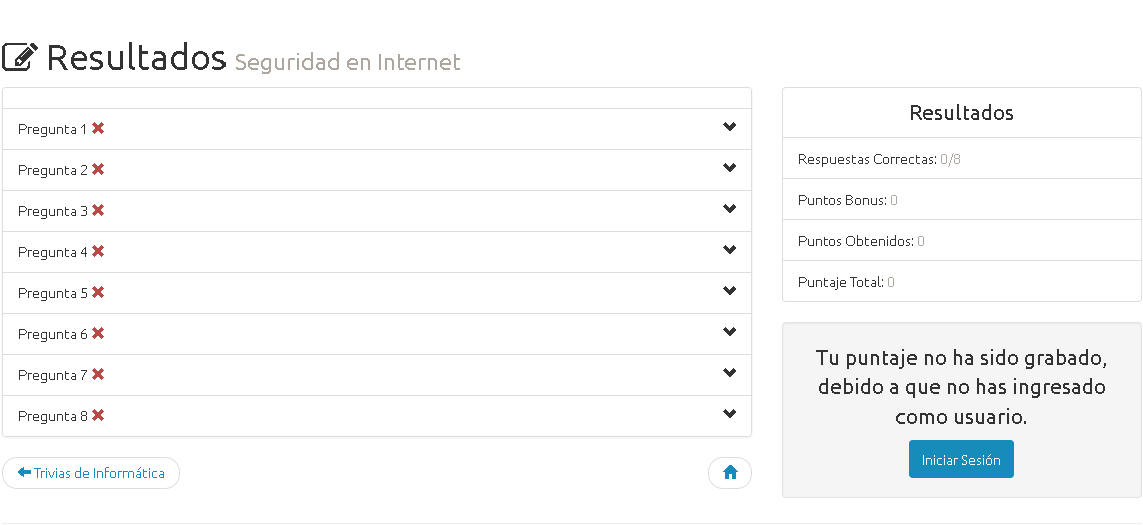 Resultados Seguridad en Internet
Pregunta 1
Pregunta 2
Pregunta 3
Pregunta 4
Pregunta 5
Pregunta 6
Pregunta 7
Pregunta 8
Trivias de Informática
Resultados
Respuestas Correctas: 0/8
Puntos Bonus: 0
Puntos Obtenidos: 0
Puntaje Total: 0
Tu puntaje no ha sido grabado,
debido a que no has ingresado
como usuario.
Iniciar Sesión